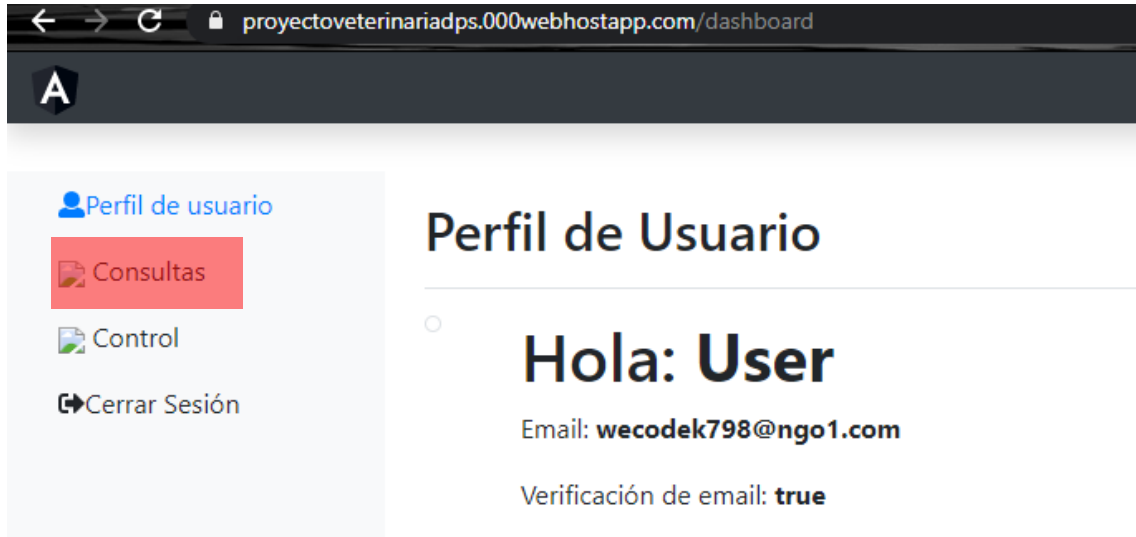 proyectoveterinariadps.000webhostapp.com/dashboard
A
Perfil de usuario
Consultas
Control
Cerrar Sesión
Perfil de Usuario
Hola: User
Email: wecodek798@ngo1.com
Verificación de email: true